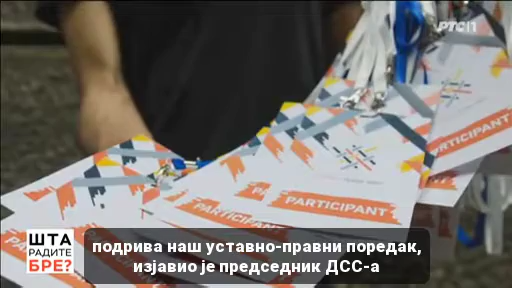 РТС 1
PARTICIPANT
PARTICIPANT
PARTICIPANT
ШТА
РАДИТЕ
БРЕ?
подрива наш уставно-правни поредак,
изјавио је председник ДСС-а